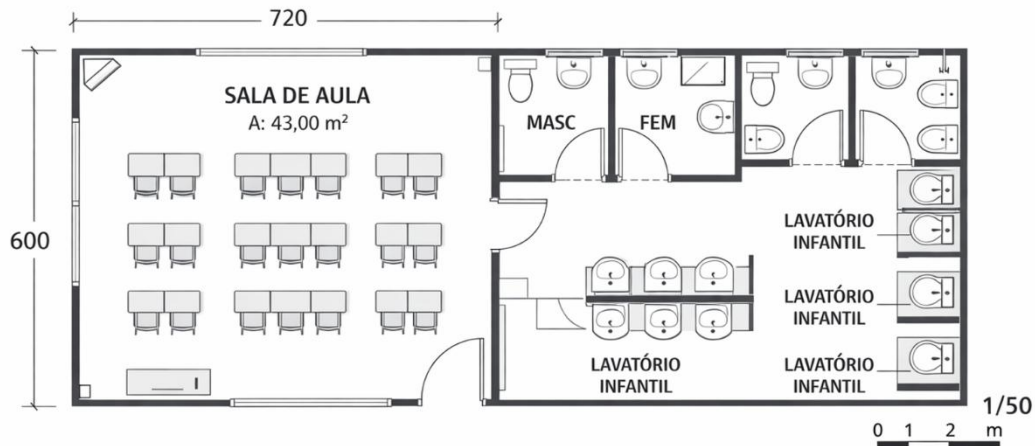 720
SALA DE AULA
A: 43,00 m²
MASC
FEM
600
LAVATÓRIO
INFANTIL
LAVATÓRIO
INFANTIL
LAVATÓRIO
INFANTIL
LAVATÓRIO
INFANTIL
1/50
0 1 2 m